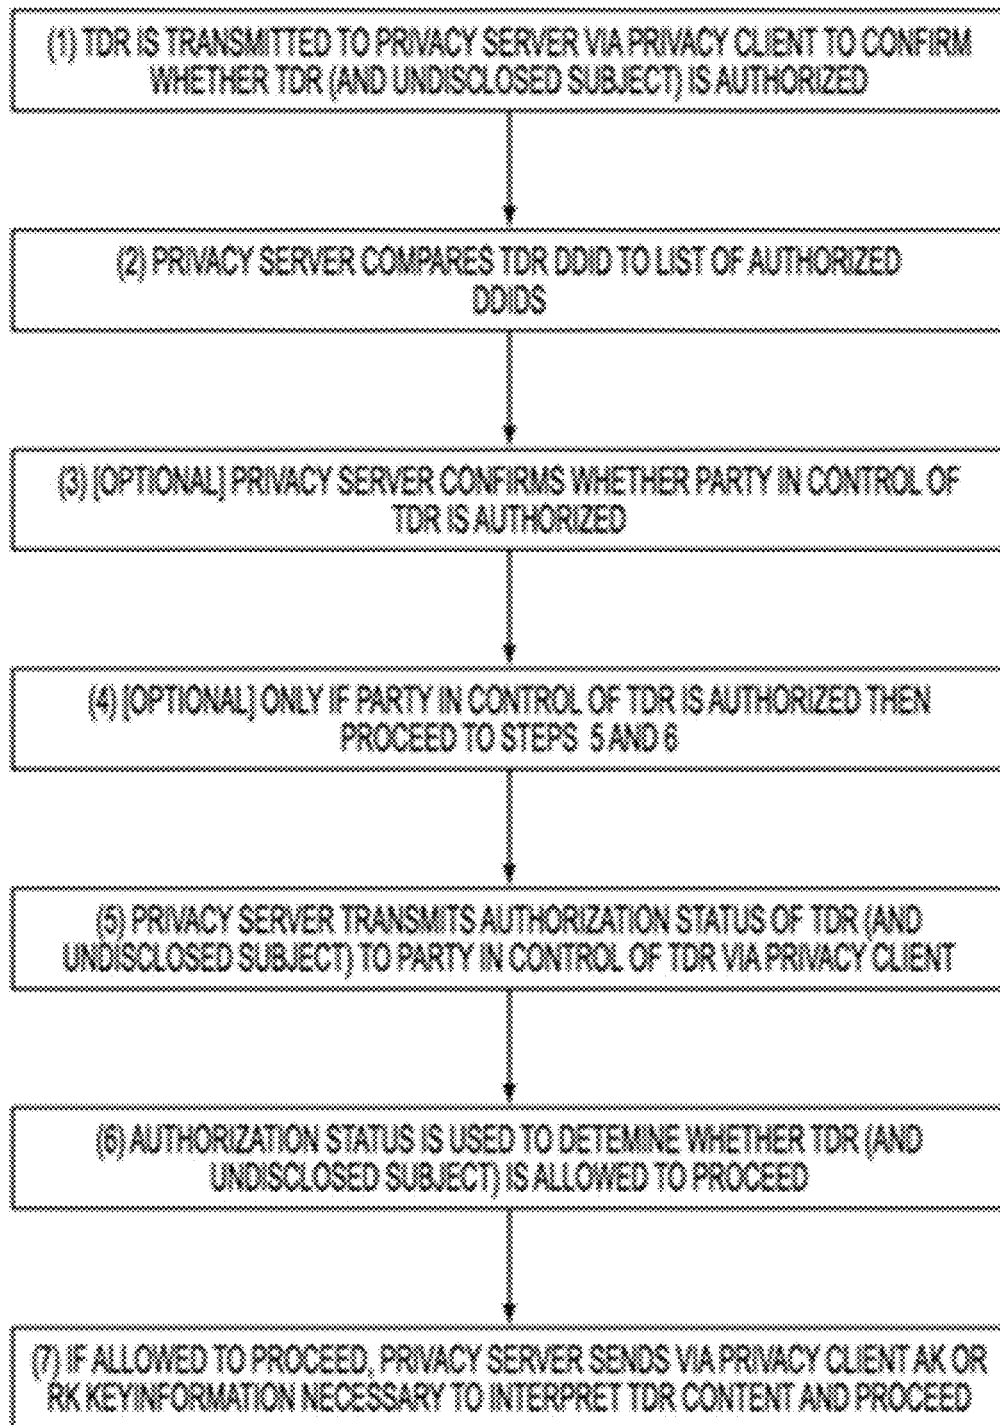 (1) TDR IS TRANSMITTED TO PRIVACY SERVER VIA PRIVACY CLIENT TO CONFIRM
WHETHER TDR (AND UNDISCLOSED SUBJECT) IS AUTHORIZED
(2) PRIVACY SERVER COMPARES TDR DDID TO LIST OF AUTHORIZED
DDIDS
(3) [OPTIONAL] PRIVACY SERVER CONFIRMS WHETHER PARTY IN CONTROL OF
TDR IS AUTHORIZED
(4) [OPTIONAL] ONLY IF PARTY IN CONTROL OF TDR IS AUTHORIZED THEN
PROCEED TO STEPS 5 AND 6
(5) PRIVACY SERVER TRANSMITS AUTHORIZATION STATUS OF TDR (AND
UNDISCLOSED SUBJECT) TO PARTY IN CONTROL OF TDR VIA PRIVACY CLIENT
(6) AUTHORIZATION STATUS IS USED TO DETEMINE WHETHER TDR (AND
UNDISCLOSED SUBJECT) IS ALLOWED TO PROCEED
(7) IF ALLOWED TO PROCEED, PRIVACY SERVER SENDS VIA PRIVACY CLIENT AK OR
RK KEYINFORMATION NECESSARY TO INTERPRET TDR CONTENT AND PROCEED